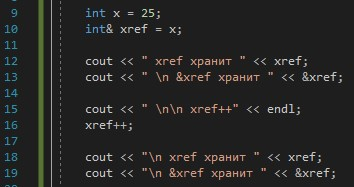 9 int x = 25;
10 int& xref = x;
11
12 cout << " xref хранит " << xref;
13 cout << " \n &xref хранит " << &xref;
14
15 cout << " \n\n xref++" << endl;
16 xref++;
17
18 cout << "\n xref хранит " << xref;
19 cout << "\n &xref хранит " << &xref;